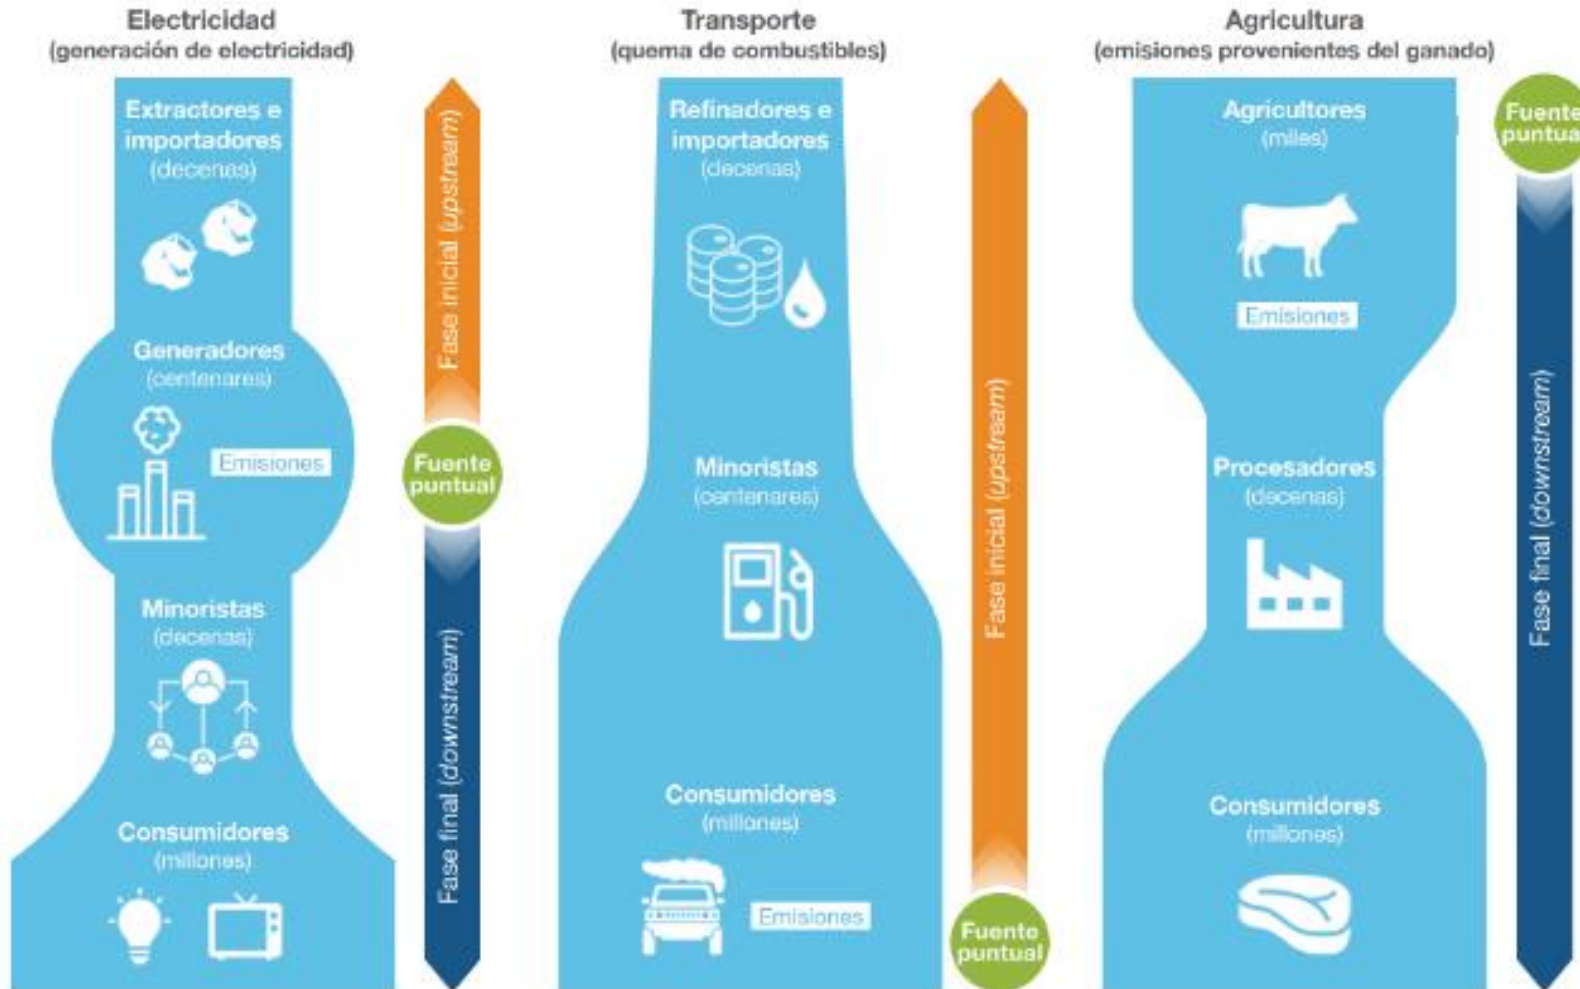 Electricidad
(generación de electricidad)
Extractores e
importadores
(decenas)
Generadores
(centenares)
Emisiones
Minoristas
(decenas)
Consumidores
(millones)
Fase inicial (upstream)
Fuente
puntual
Fase final (downstream)
Transporte
(quema de combustibles)
Refinadores e
importadores
(decenas)
Minoristas
(centenares)
Consumidores
(millones)
Emisiones
Fase inicial (upstream)
Fuente
puntual
Agricultura
(emisiones provenientes del ganado)
Agricultores
(miles)
Emisiones
Procesadores
(decenas)
Consumidores
(millones)
Fuente
puntual
Fase final (downstream)